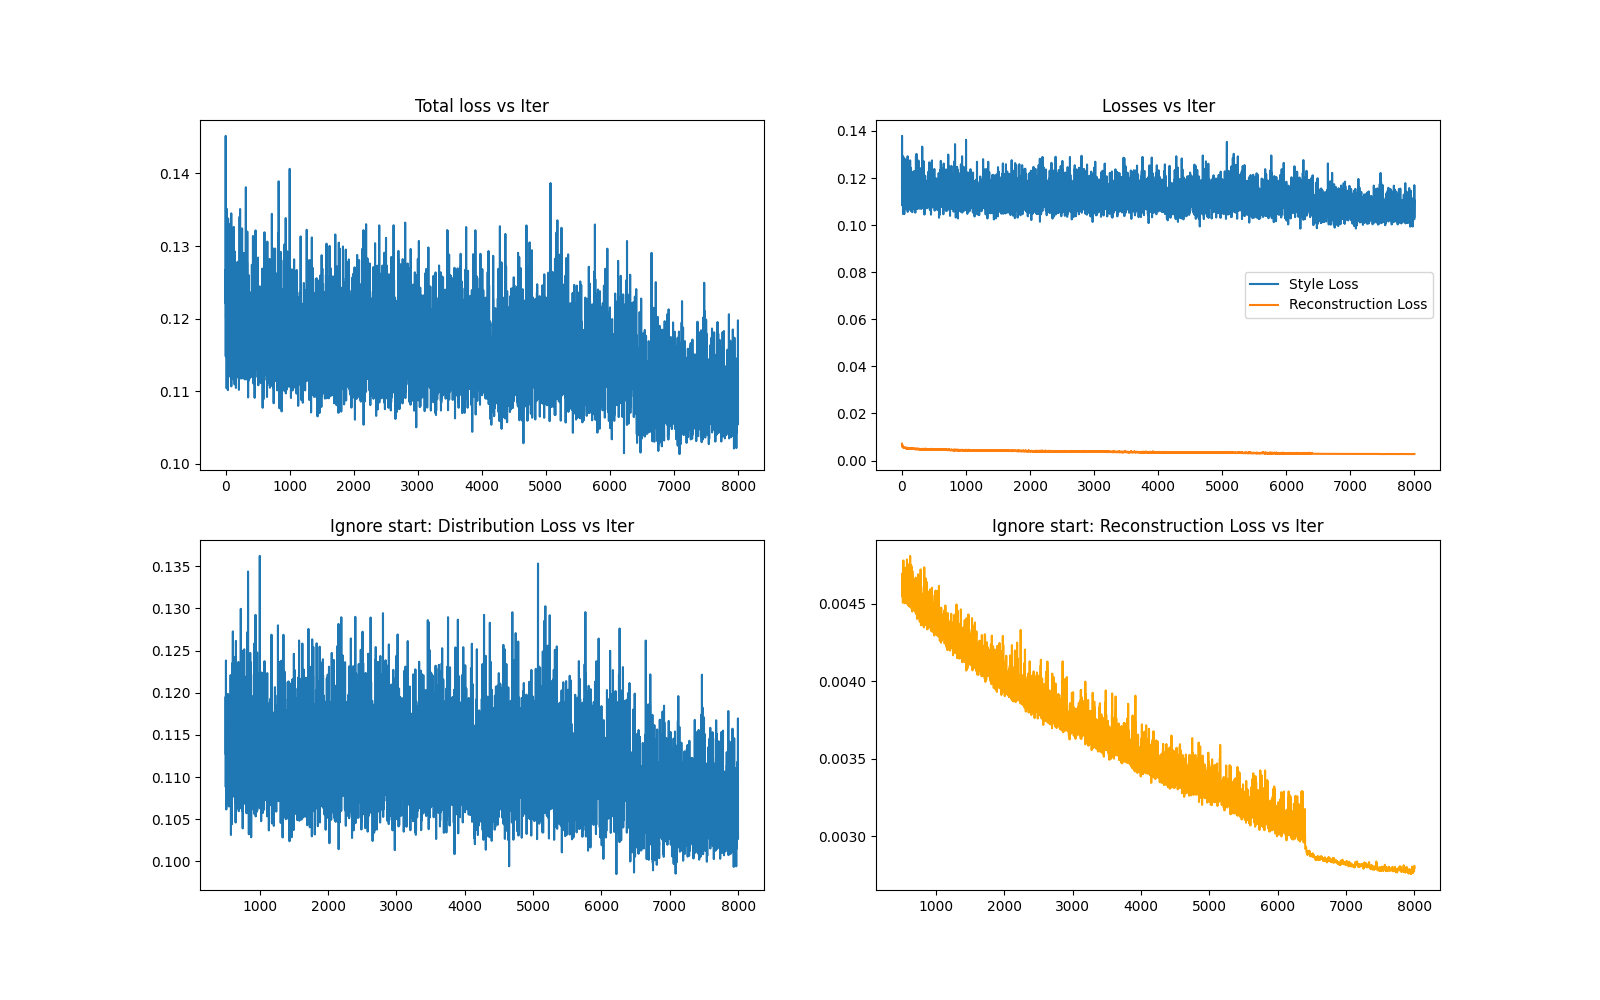 Total loss vs Iter
0.14
0.13
0.12
0.11
0.10
0 1000 2000 3000 4000 5000 6000 7000 8000
Losses vs Iter
0.14
0.12
0.10
0.08
0.06
0.04
0.02
0.00
Style Loss
Reconstruction Loss
0 1000 2000 3000 4000 5000 6000 7000 8000
Ignore start: Distribution Loss vs Iter
0.135
0.130
0.125
0.120
0.115
0.110
0.105
0.100
1000 2000 3000 4000 5000 6000 7000 8000
Ignore start: Reconstruction Loss vs Iter
0.0045
0.0040
0.0035
0.0030
1000 2000 3000 4000 5000 6000 7000 8000